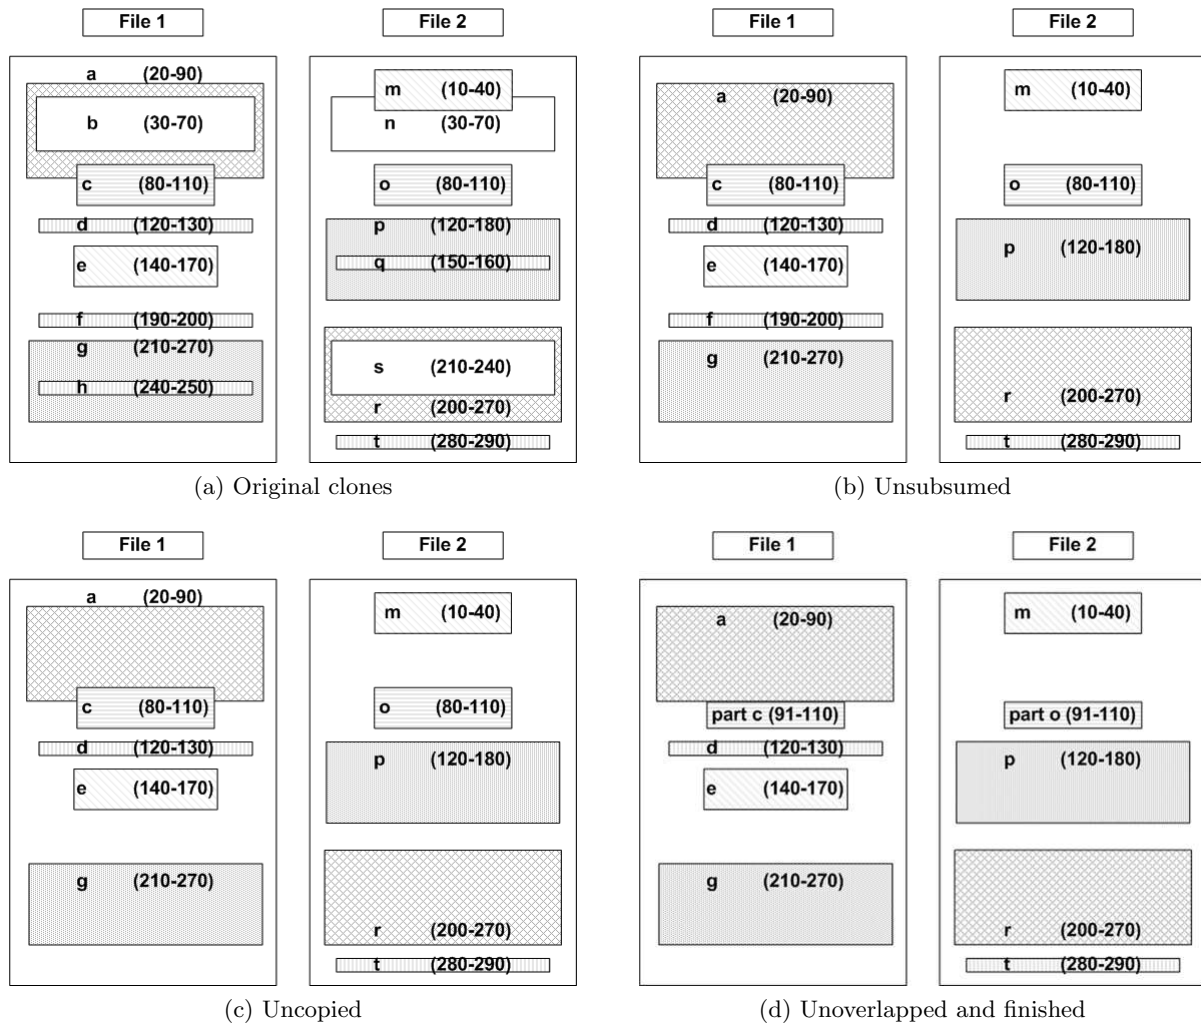 File 1
a (20-90)
b (30-70)
c (80-110)
d (120-130)
e (140-170)
f (190-200)
g (210-270)
h (240-250)
File 2
m (10-40)
n (30-70)
o (80-110)
p (120-180)
q (150-160)
s (210-240)
r (200-270)
t (280-290)
(a) Original clones
File 1
a (20-90)
c (80-110)
d (120-130)
e (140-170)
f (190-200)
g (210-270)
File 2
m (10-40)
o (80-110)
p (120-180)
r (200-270)
t (280-290)
(b) Unsubsumed
File 1
a (20-90)
c (80-110)
d (120-130)
e (140-170)
g (210-270)
File 2
m (10-40)
o (80-110)
p (120-180)
r (200-270)
t (280-290)
(c) Uncopied
File 1
a (20-90)
part c (91-110)
d (120-130)
e (140-170)
g (210-270)
File 2
m (10-40)
part o (91-110)
p (120-180)
r (200-270)
t (280-290)
(d) Unoverlapped and finished